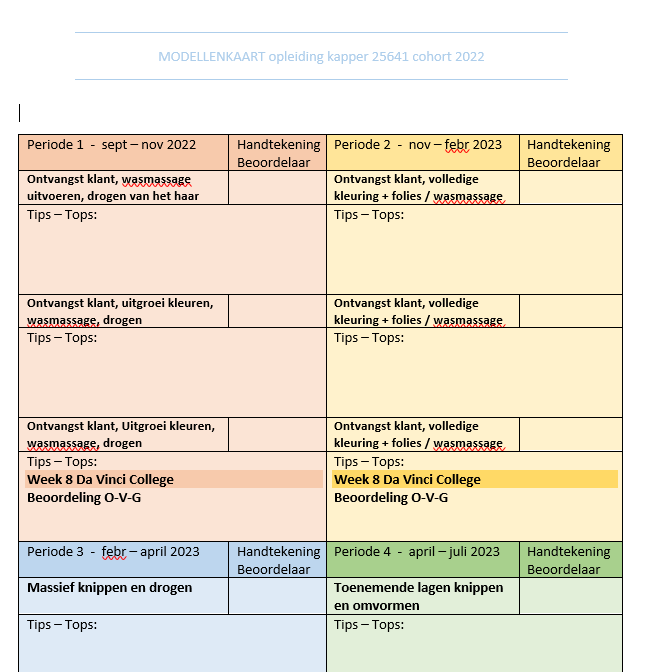 MODELLENKAART opleiding kapper 25641 cohort 2022
Periode 1 - sept – nov 2022
Handtekening
Beoordelaar
Periode 2 - nov – febr 2023
Handtekening
Beoordelaar
Ontvangst klant, wasmassage
uitvoeren, drogen van het haar
Ontvangst klant, volledige
kleuring + folies / wasmassage
Tips – Tops:
Tips – Tops:
Ontvangst klant, uitgroei kleuren,
wasmassage, drogen
Ontvangst klant, volledige
kleuring + folies / wasmassage
Tips – Tops:
Tips – Tops:
Ontvangst klant, Uitgroei kleuren,
wasmassage, drogen
Ontvangst klant, volledige
kleuring + folies / wasmassage
Tips – Tops:
Week 8 Da Vinci College
Beoordeling O-V-G
Tips – Tops:
Week 8 Da Vinci College
Beoordeling O-V-G
Periode 3 - febr – april 2023
Handtekening
Beoordelaar
Periode 4 - april – juli 2023
Handtekening
Beoordelaar
Massief knippen en drogen
Toenemende lagen knippen
en omvormen
Tips – Tops:
Tips – Tops: